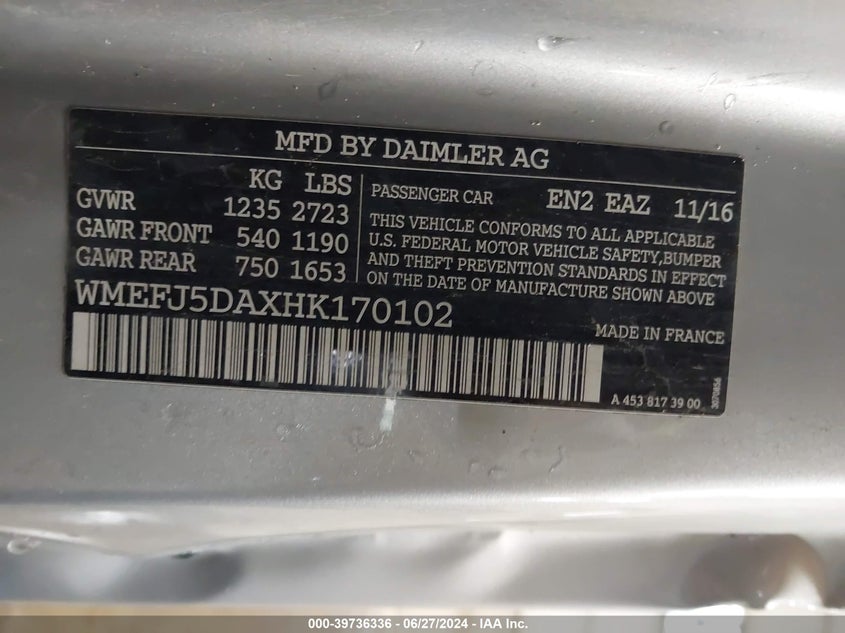 MFD BY DAIMLER AG
KG LBS
GVWR 1235 2723
GAWR FRONT 540 1190
GAWR REAR 750 1653
PASSENGER CAR EN2 EAZ 11/16
THIS VEHICLE CONFORMS TO ALL APPLICABLE
U.S. FEDERAL MOTOR VEHICLE SAFETY,BUMPER
AND THEFT PREVENTION STANDARDS IN EFFECT
ON THE DATE OF MANUFACTURE SHOWN ABOVE
WMEFJ5DAXHK170102
MADE IN FRANCE
A 453 817 39 00
3070856
000-39736336 - 06/27/2024 - IAA Inc.